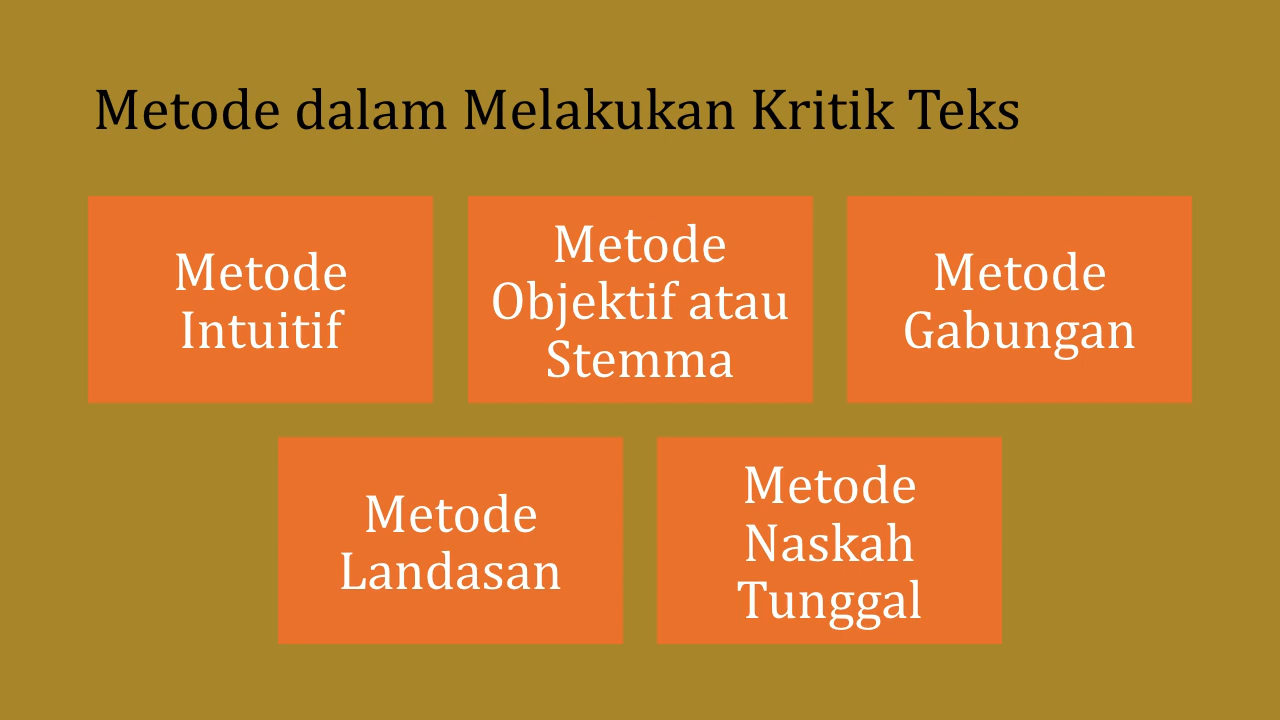 Metode dalam Melakukan Kritik Teks
Metode
Intuitif
Metode
Objektif atau
Stemma
Metode
Gabungan
Metode
Landasan
Metode
Naskah
Tunggal